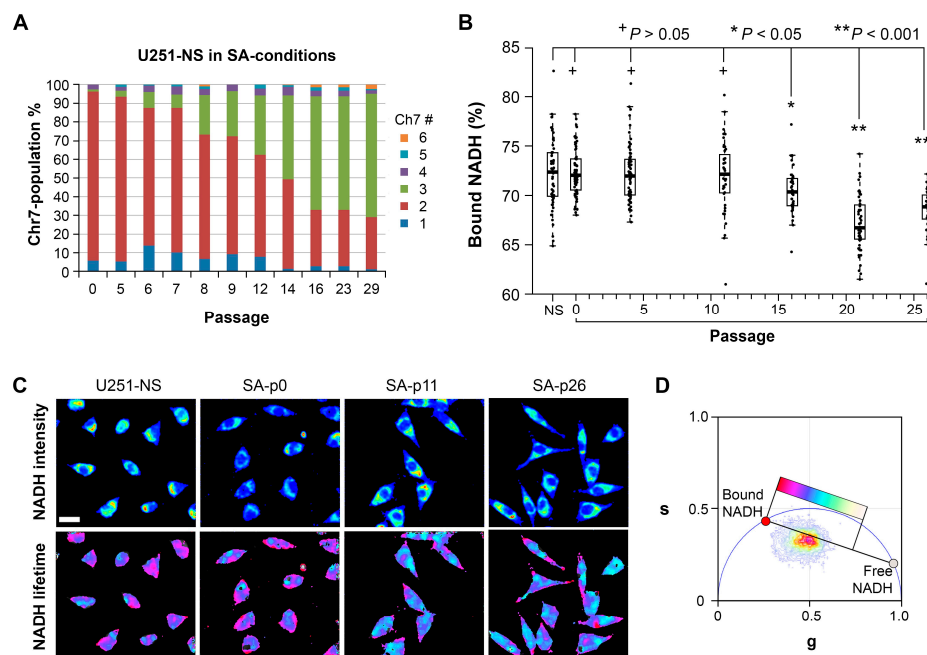 A
U251-NS in SA-conditions
Chr7-population %
100
90
80
70
60
50
40
30
20
10
0
0 5 6 7 8 9 12 14 16 23 29
Passage
Ch7 #
6
5
4
3
2
1
B
+P > 0.05 *P < 0.05 **P < 0.001
Bound NADH (%)
85
80
75
70
65
60
+ + + * ** **
NS 0 5 10 15 20 25
Passage
C
U251-NS SA-p0 SA-p11 SA-p26
NADH intensity
NADH lifetime
D
1.0
0.5
0
s
Bound
NADH
Free
NADH
0 0.5 1.0
g